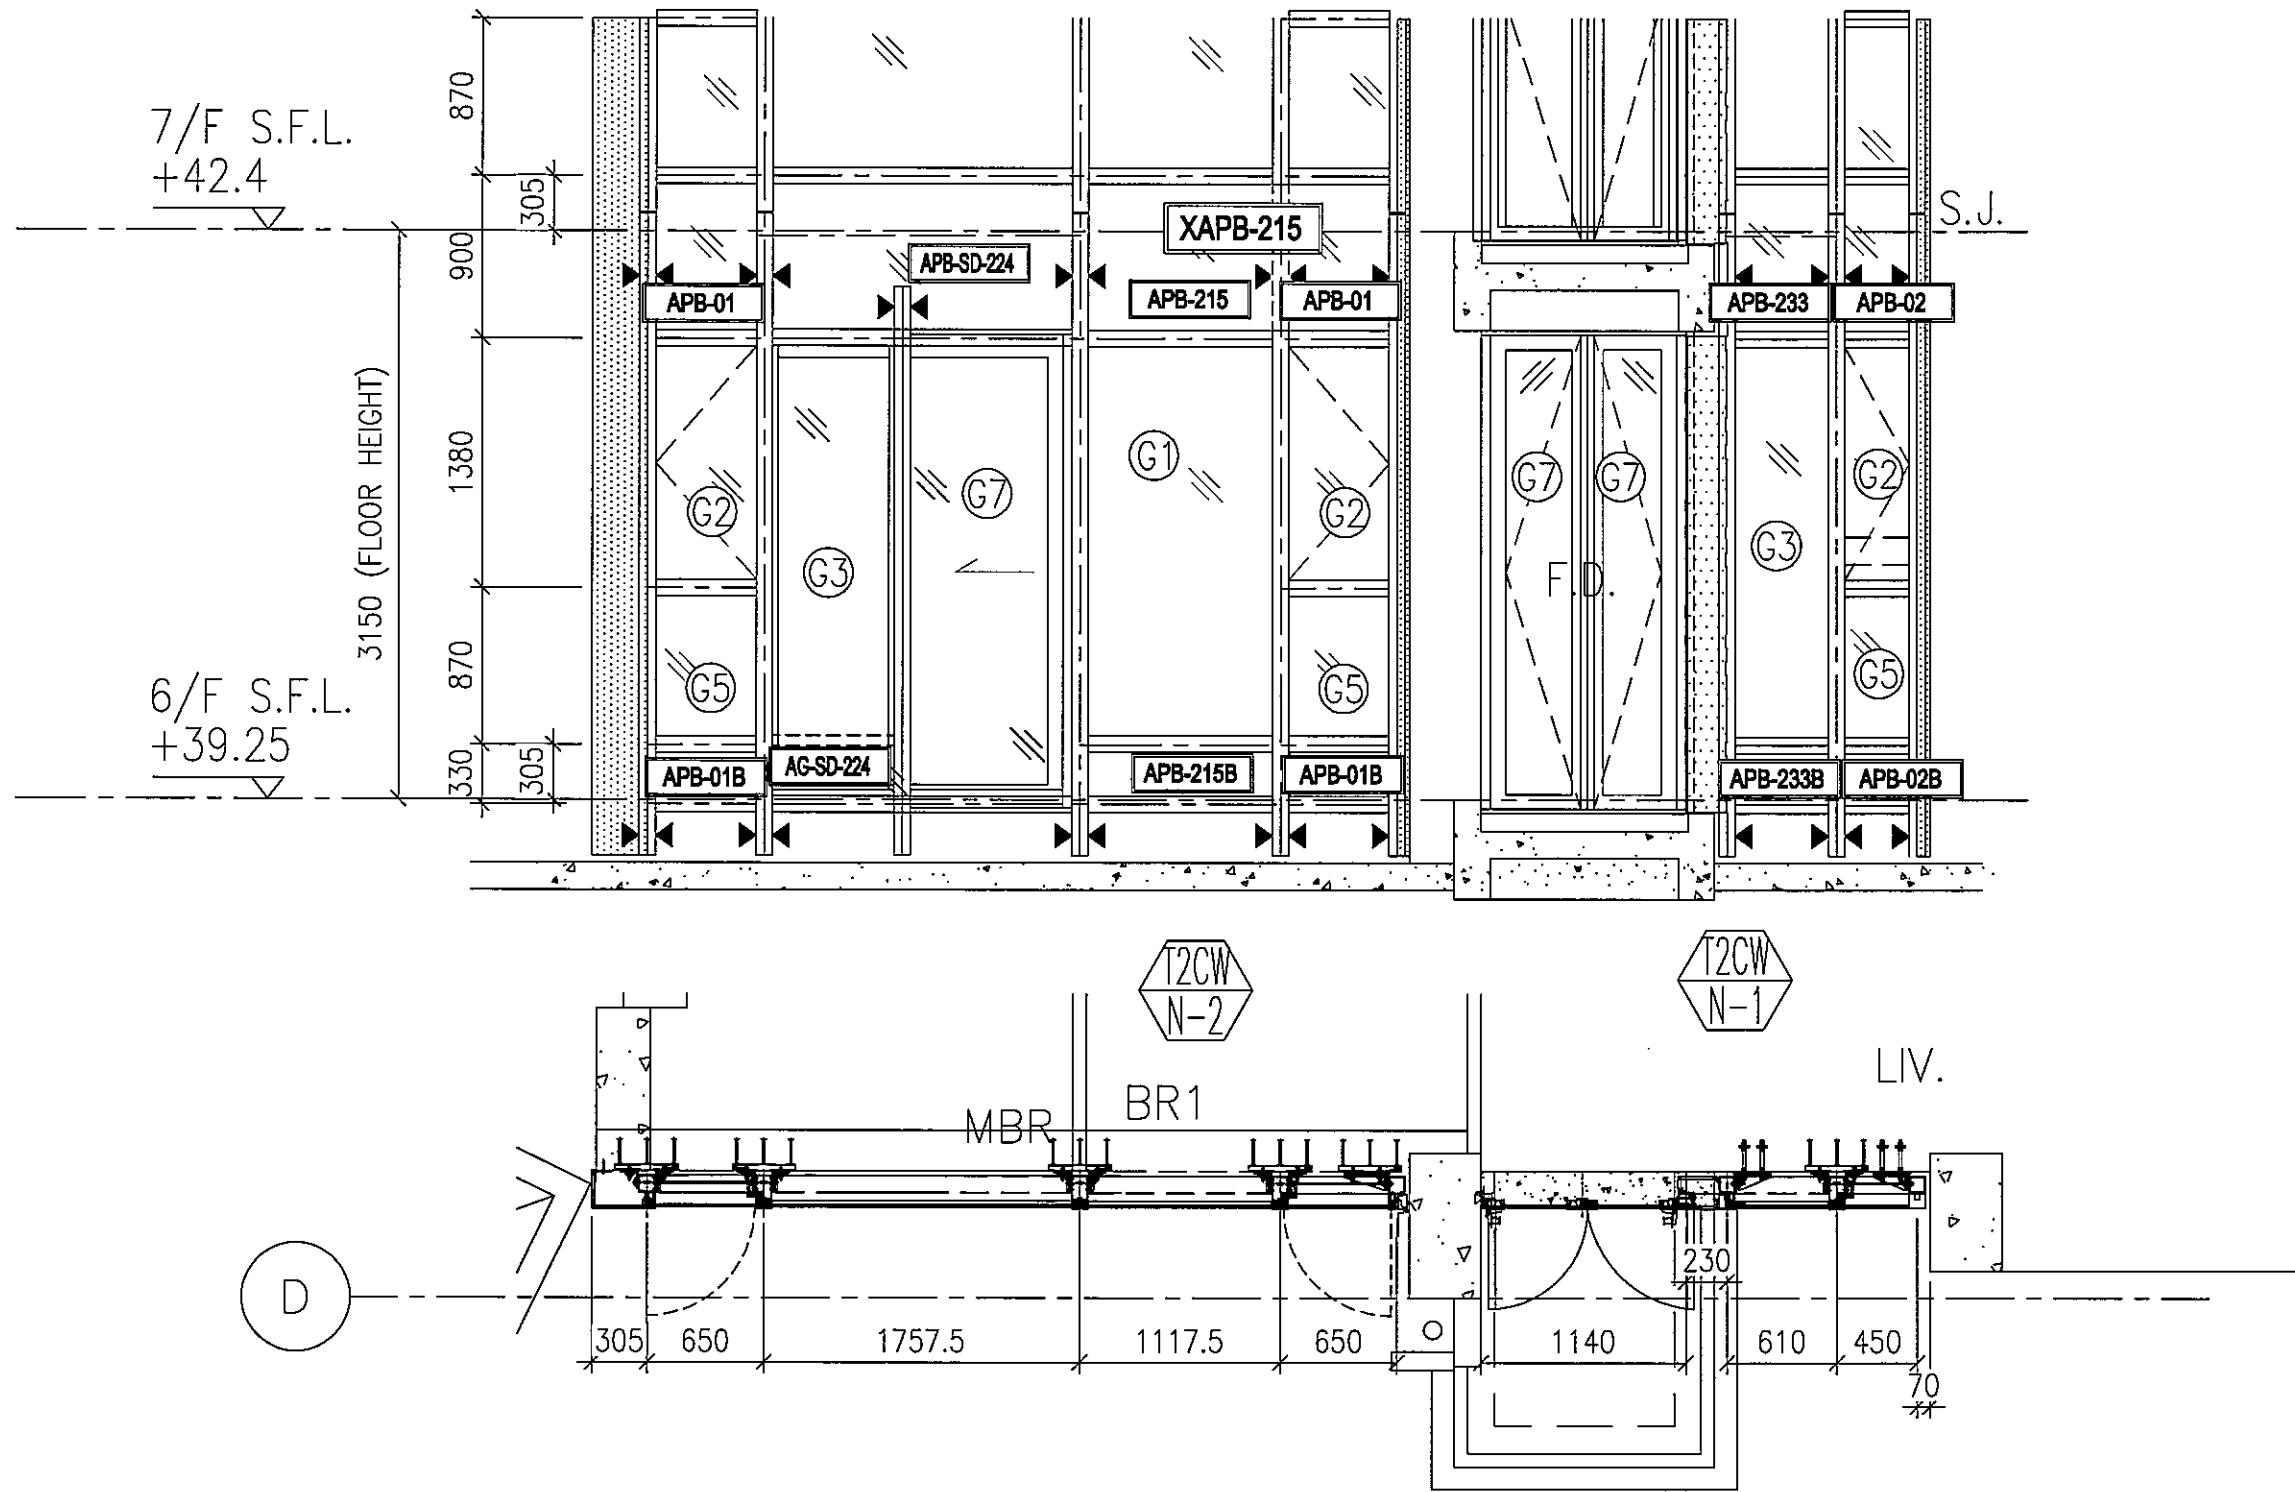 870
7/F S.F.L.
+42.4
305
S.J.
XAPB-215
900
APB-SD-224
APB-01
APB-215
APB-01
APB-233
APB-02
3150 (FLOOR HEIGHT)
1380
G1
G7
G7
G7
G2
G2
G2
G3
G3
F.D.
870
G5
G5
G5
6/F S.F.L.
+39.25
330
305
APB-01B
AG-SD-224
APB-215B
APB-01B
APB-233B
APB-02B
T2CW
N-2
T2CW
N-1
LIV.
MBR
BR1
230
D
305
650
1757.5
1117.5
650
1140
610
450
70